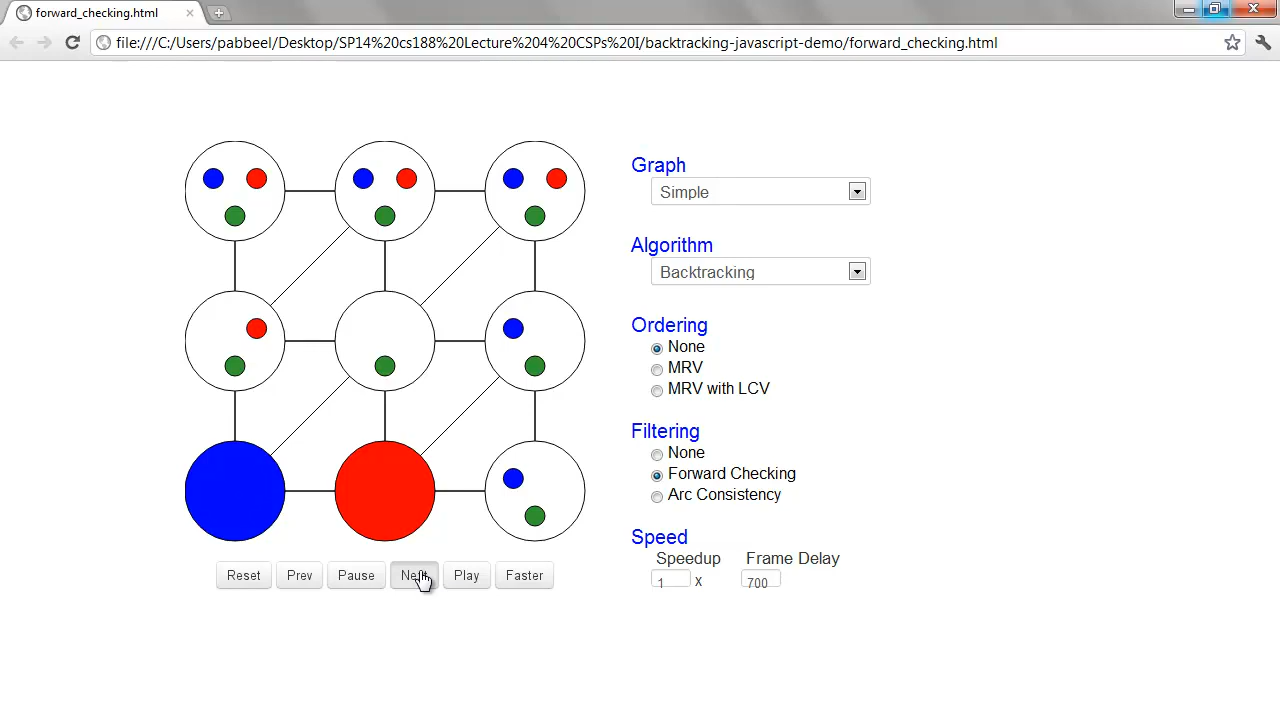 forward_checking.html
file:///C:/Users/pabbeel/Desktop/SP14%20cs188%20Lecture%204%20CSPs%20I/backtracking-javascript-demo/forward_checking.html
Graph
Simple
Algorithm
Backtracking
Ordering
None
MRV
MRV with LCV
Filtering
None
Forward Checking
Arc Consistency
Speed
Speedup Frame Delay
1 x 700
Reset Prev Pause Next Play Faster